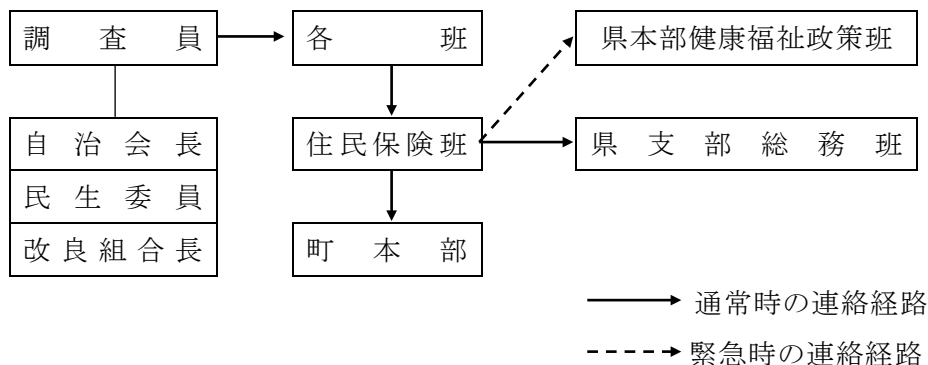 調査員
各班
県本部健康福祉政策班
自治会長
住民保険班
県支部総務班
民生委員
改良組合長
町本部
通常時の連絡経路
緊急時の連絡経路